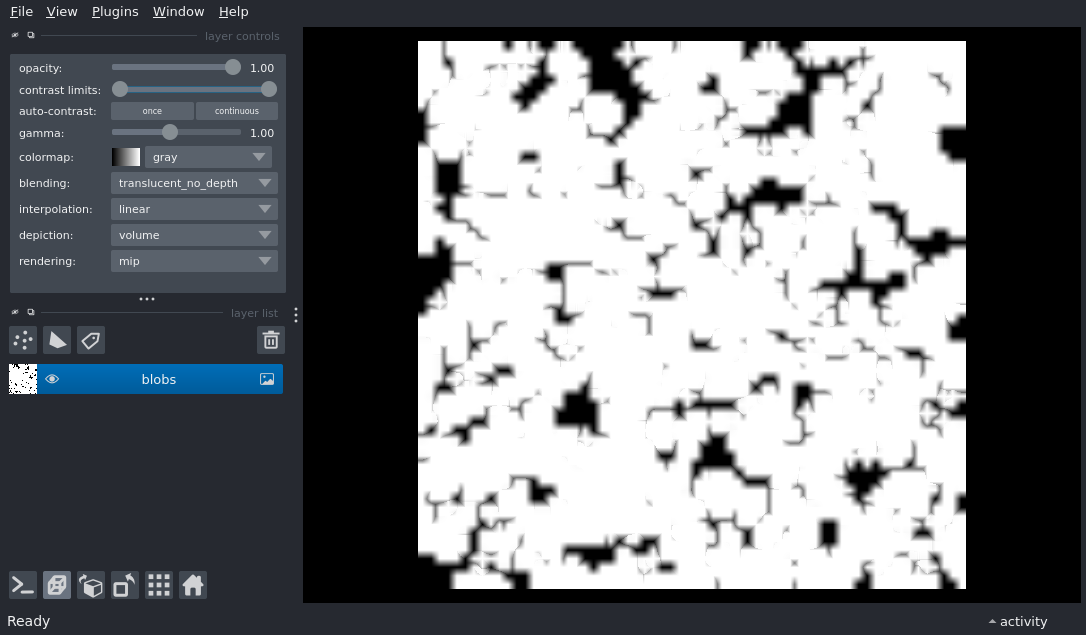 File View Plugins Window Help
layer controls
opacity: 1.00
contrast limits:
auto-contrast: once continuous
gamma: 1.00
colormap: gray
blending: translucent_no_depth
interpolation: linear
depiction: volume
rendering: mip
layer list
blobs
Ready activity